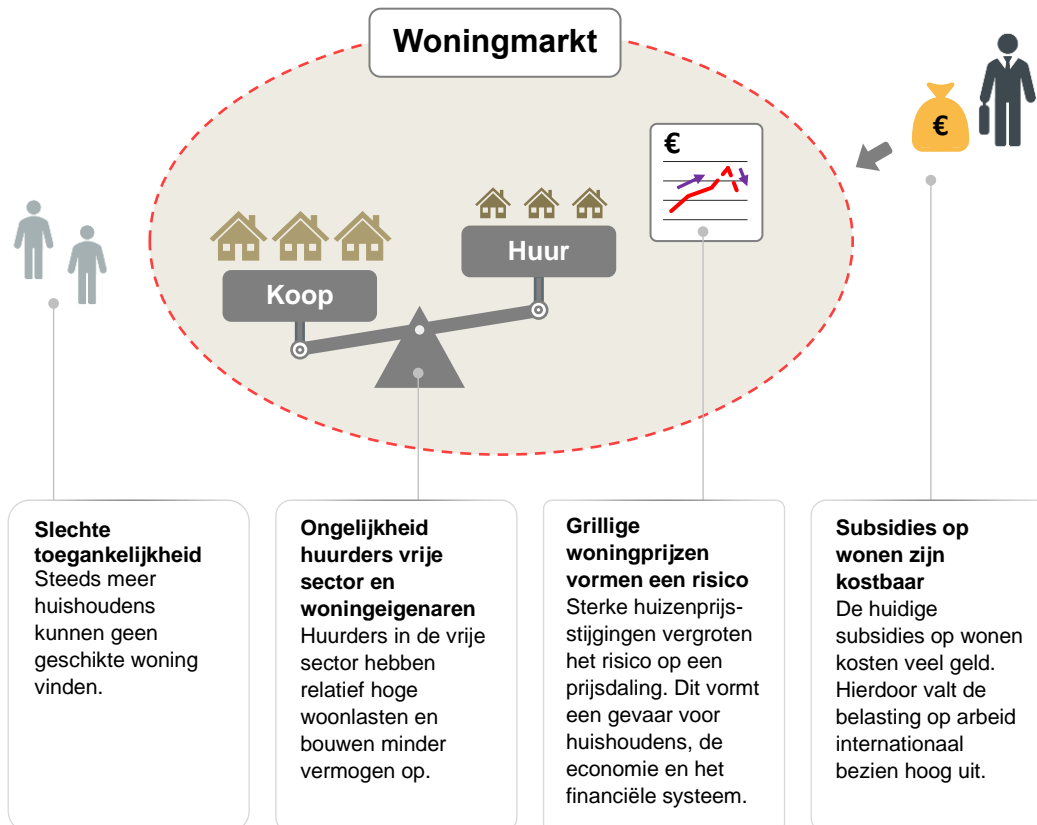 Woningmarkt
€
€
Huur
Koop
Slechte
toegankelijkheid
Steeds meer
huishoudens
kunnen geen
geschikte woning
vinden.
Ongelijkheid
huurders vrije
sector en
woningeigenaren
Huurders in de vrije
sector hebben
relatief hoge
woonlasten en
bouwen minder
vermogen op.
Grillige
woningprijzen
vormen een risico
Sterke huizenprijs-
stijgingen vergroten
het risico op een
prijsdaling. Dit vormt
een gevaar voor
huishoudens, de
economie en het
financiële systeem.
Subsidies op
wonen zijn
kostbaar
De huidige
subsidies op wonen
kosten veel geld.
Hierdoor valt de
belasting op arbeid
internationaal
bezien hoog uit.